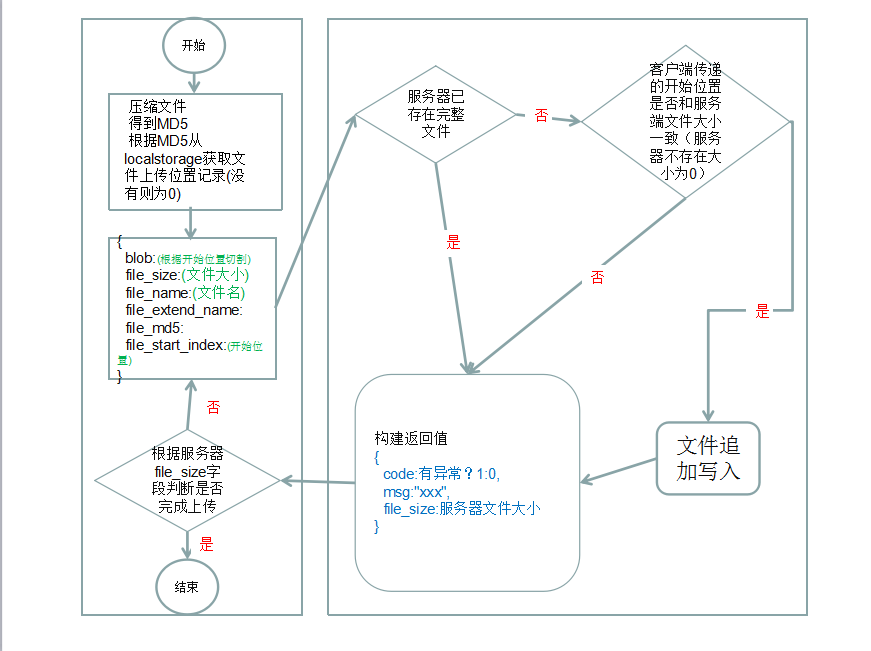 开始
压缩文件
得到MD5
根据MD5从
localstorage获取文
件上传位置记录(没
有则为0)
{
blob:(根据开始位置切割)
file_size:(文件大小)
file_name:(文件名)
file_extend_name:
file_md5:
file_start_index:(开始位
置)
}
否
根据服务器
file_size字
段判断是否
完成上传
是
结束
服务器已
存在完整
文件
否
是
客户端传递
的开始位置
是否和服务
端文件大小
一致（服务
器不存在大
小为0）
否
是
文件追
加写入
构建返回值
{
code:有异常？1:0,
msg:"xxx",
file_size:服务器文件大小
}